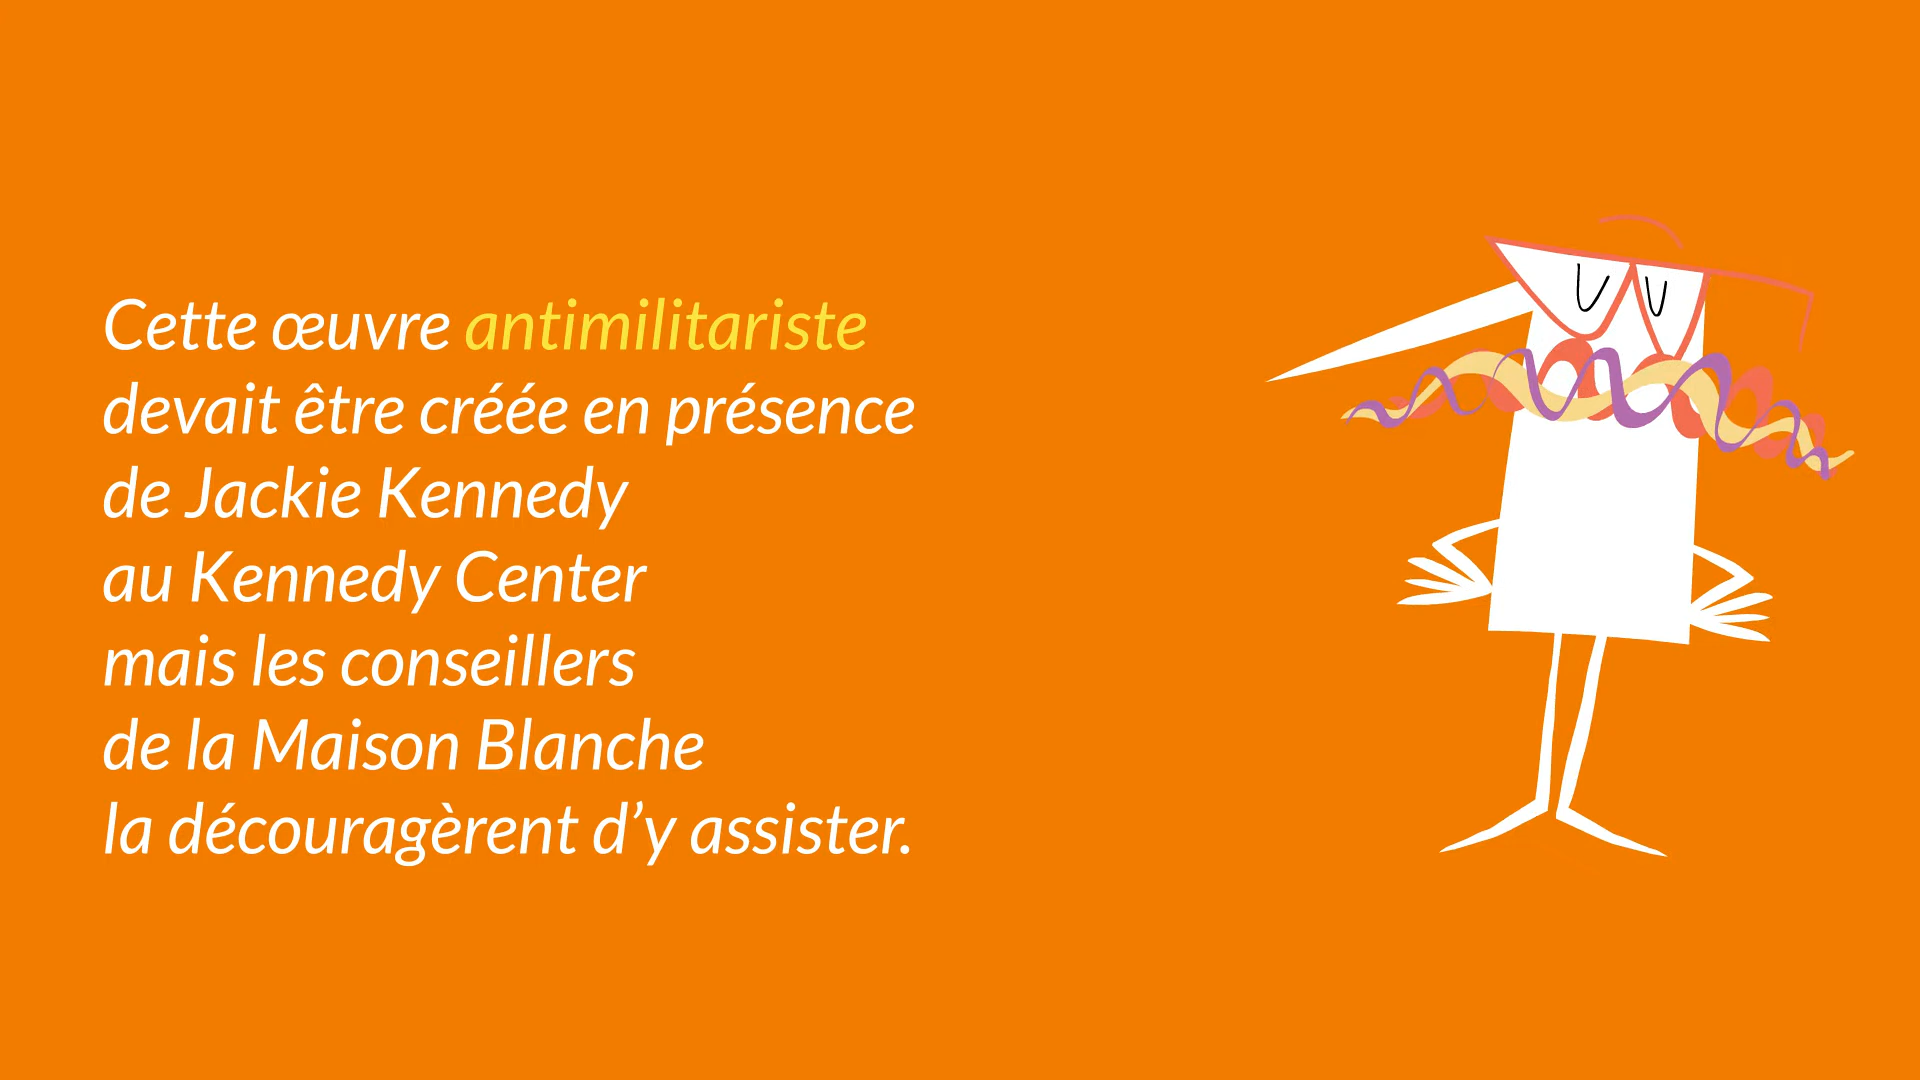 Cette œuvre antimilitariste
devait être créée en présence
de Jackie Kennedy
au Kennedy Center
mais les conseillers
de la Maison Blanche
la découragèrent d’y assister.